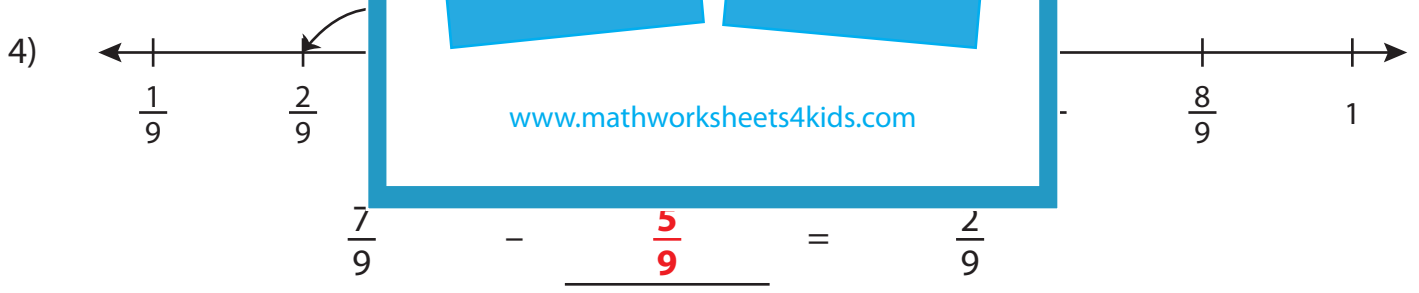 4)
1/9 2/9 8/9 1
www.mathworksheets4kids.com
7/9 – 5/9 = 2/9